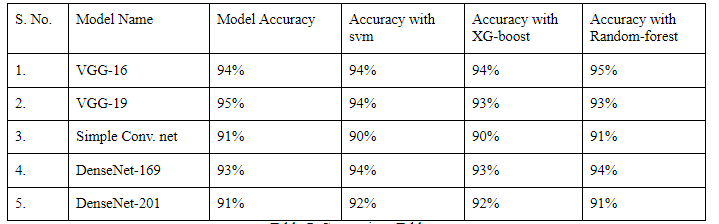 S. No. Model Name Model Accuracy Accuracy with svm Accuracy with XG-boost Accuracy with Random-forest
1. VGG-16 94% 94% 94% 95%
2. VGG-19 95% 94% 93% 93%
3. Simple Conv. net 91% 90% 90% 91%
4. DenseNet-169 93% 94% 93% 94%
5. DenseNet-201 91% 92% 92% 91%